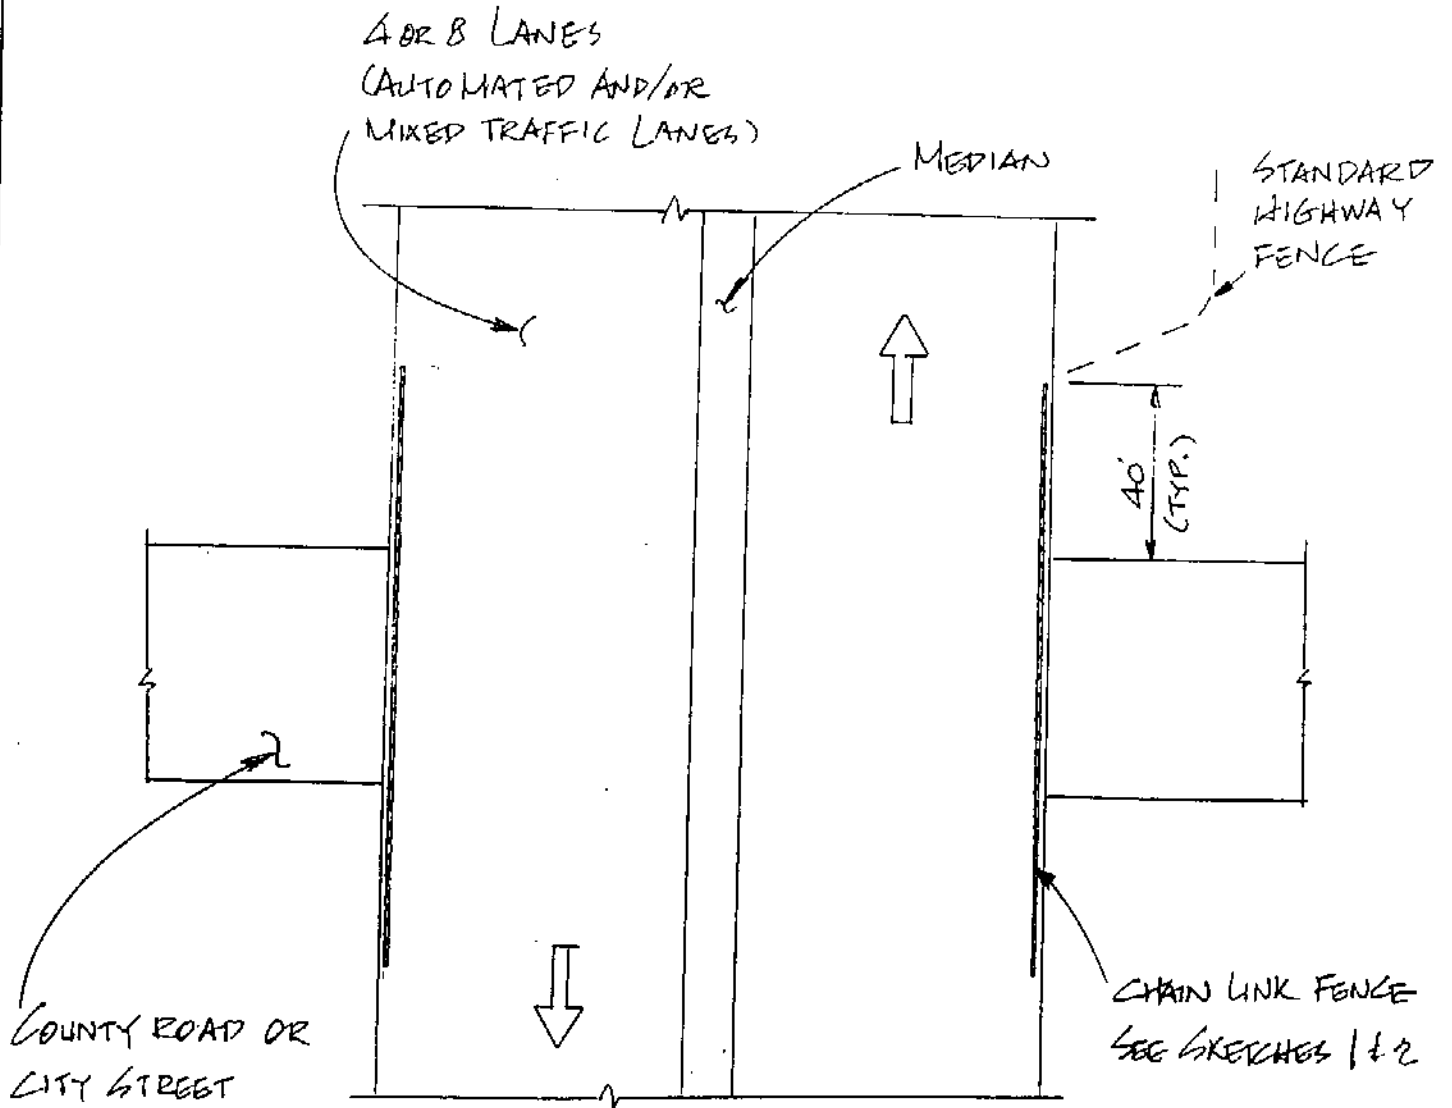 4 OR 8 LANES
(AUTOMATED AND/OR
MIXED TRAFFIC LANES)
MEDIAN
STANDARD
HIGHWAY
FENCE
40'
(TYP.)
COUNTY ROAD OR
CITY STREET
CHAIN LINK FENCE
SEE SKETCHES 1 & 2